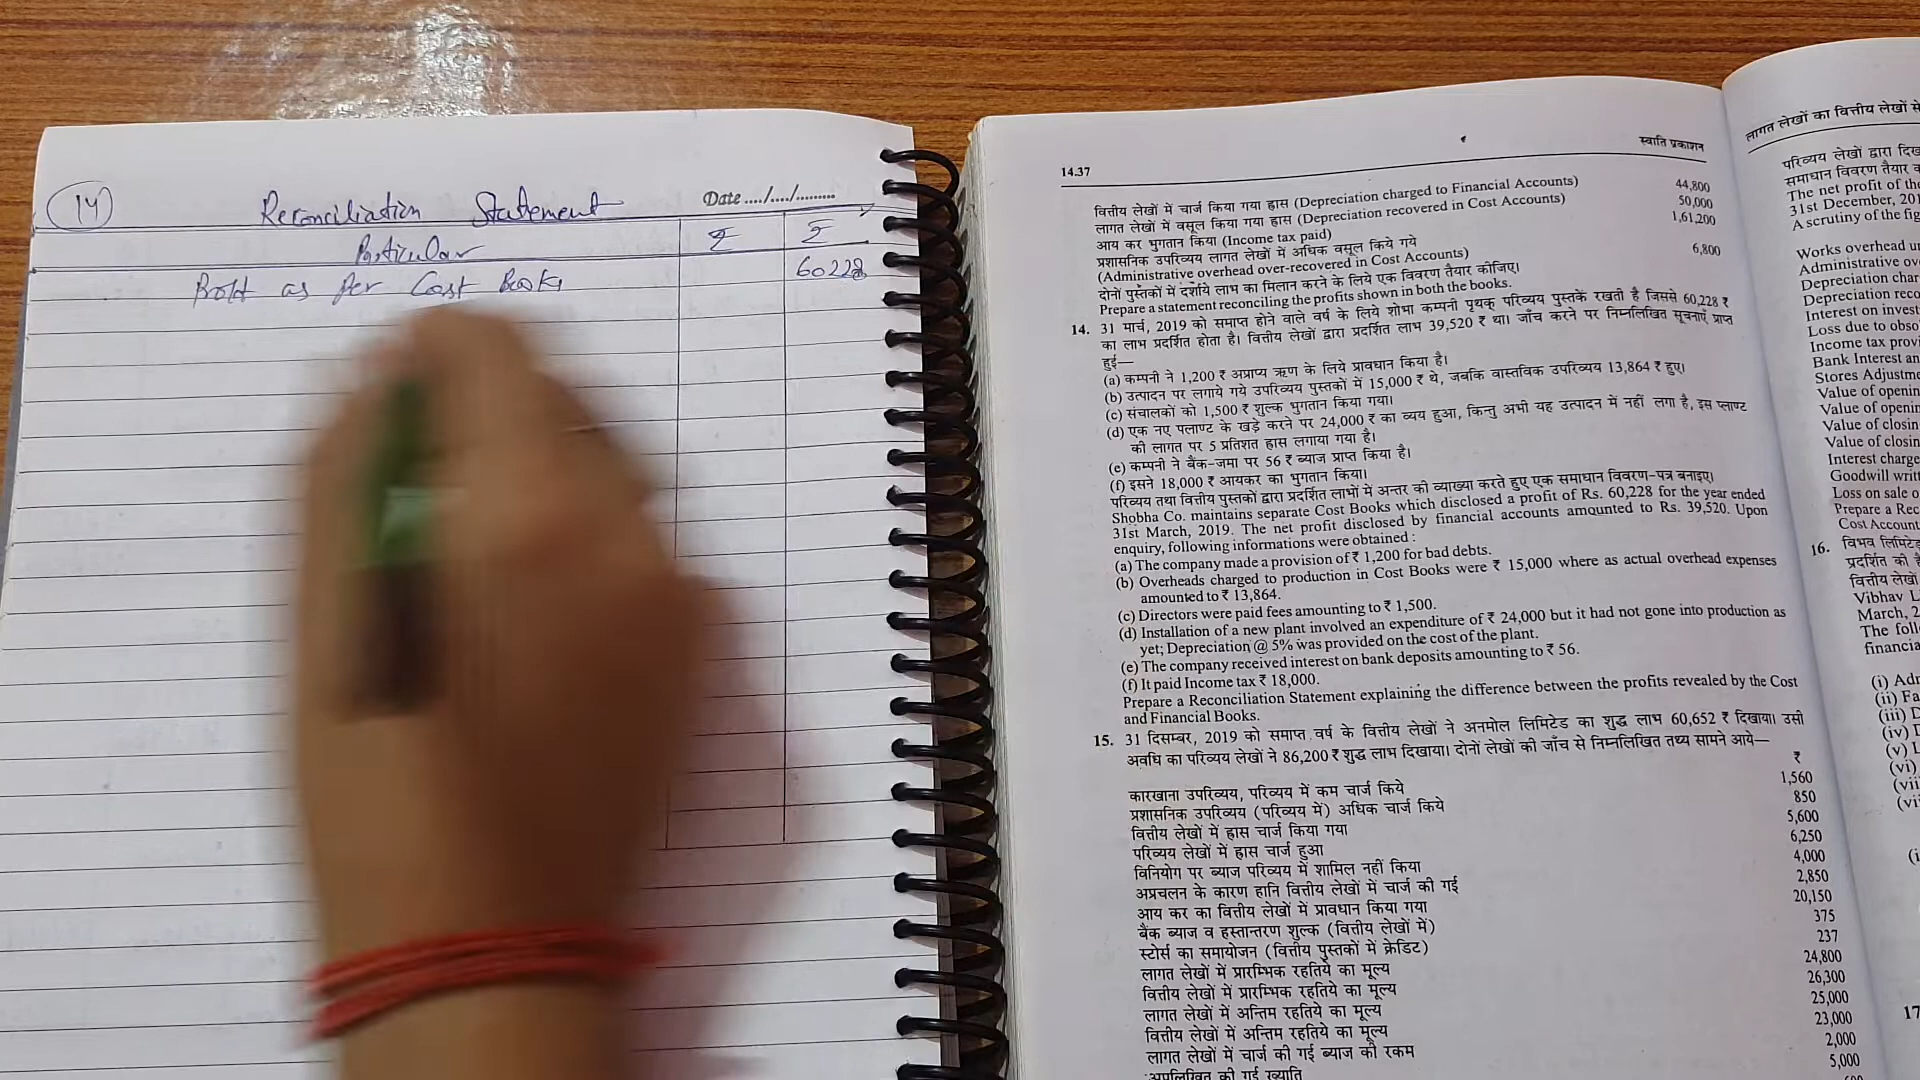 14
Reconciliation Statement
Date ..../..../.........
Particular ₹ ₹
Profit as Per Cost Books 60228
14.37
स्वाति प्रकाशन
वित्तीय लेखों में चार्ज किया गया ह्रास (Depreciation charged to Financial Accounts) 44,800
लागत लेखों में वसूल किया गया ह्रास (Depreciation recovered in Cost Accounts) 50,000
आय कर भुगतान किया (Income tax paid) 1,61,200
प्रशासनिक उपरिव्यय लागत लेखों में अधिक वसूल किये गये
(Administrative overhead over-recovered in Cost Accounts) 6,800
दोनों पुस्तकों में दर्शाये लाभ का मिलान करने के लिये एक विवरण तैयार कीजिए।
Prepare a statement reconciling the profits shown in both the books.
14. 31 मार्च, 2019 को समाप्त होने वाले वर्ष के लिये शोभा कम्पनी पृथक् परिव्यय पुस्तकें रखती है जिससे 60,228 ₹
का लाभ प्रदर्शित होता है। वित्तीय लेखों द्वारा प्रदर्शित लाभ 39,520 ₹ था। जाँच करने पर निम्नलिखित सूचनाएँ प्राप्त
हुई—
(a) कम्पनी ने 1,200 ₹ अप्राप्य ऋण के लिये प्रावधान किया है।
(b) उत्पादन पर लगाये गये उपरिव्यय पुस्तकों में 15,000 ₹ थे, जबकि वास्तविक उपरिव्यय 13,864 ₹ हुए।
(c) संचालकों को 1,500 ₹ शुल्क भुगतान किया गया।
(d) एक नए पलाण्ट के खड़े करने पर 24,000 ₹ का व्यय हुआ, किन्तु अभी यह उत्पादन में नहीं लगा है, इस प्लाण्ट
की लागत पर 5 प्रतिशत ह्रास लगाया गया है।
(e) कम्पनी ने बैंक-जमा पर 56 ₹ ब्याज प्राप्त किया है।
(f) इसने 18,000 ₹ आयकर का भुगतान किया।
परिव्यय तथा वित्तीय पुस्तकों द्वारा प्रदर्शित लाभों में अन्तर को व्याख्या करते हुए एक समाधान विवरण-पत्र बनाइए।
Shobha Co. maintains separate Cost Books which disclosed a profit of Rs. 60,228 for the year ended
31st March, 2019. The net profit disclosed by financial accounts amounted to Rs. 39,520. Upon
enquiry, following informations were obtained :
(a) The company made a provision of ₹ 1,200 for bad debts.
(b) Overheads charged to production in Cost Books were ₹ 15,000 where as actual overhead expenses
amounted to ₹ 13,864.
(c) Directors were paid fees amounting to ₹ 1,500.
(d) Installation of a new plant involved an expenditure of ₹ 24,000 but it had not gone into production as
yet; Depreciation @ 5% was provided on the cost of the plant.
(e) The company received interest on bank deposits amounting to ₹ 56.
(f) It paid Income tax ₹ 18,000.
Prepare a Reconciliation Statement explaining the difference between the profits revealed by the Cost
and Financial Books.
15. 31 दिसम्बर, 2019 को समाप्त वर्ष के वित्तीय लेखों ने अनमोल लिमिटेड का शुद्ध लाभ 60,652 ₹ दिखाया। उसी
अवधि का परिव्यय लेखों ने 86,200 ₹ शुद्ध लाभ दिखाया। दोनों लेखों की जाँच से निम्नलिखित तथ्य सामने आये—
₹
कारखाना उपरिव्यय, परिव्यय में कम चार्ज किये 1,560
प्रशासनिक उपरिव्यय (परिव्यय में) अधिक चार्ज किये 850
वित्तीय लेखों में ह्रास चार्ज किया गया 5,600
परिव्यय लेखों में ह्रास चार्ज हुआ 6,250
विनियोग पर ब्याज परिव्यय में शामिल नहीं किया 4,000
अप्रचलन के कारण हानि वित्तीय लेखों में चार्ज की गई 2,850
आय कर का वित्तीय लेखों में प्रावधान किया गया 20,150
बैंक ब्याज व हस्तान्तरण शुल्क (वित्तीय लेखों में) 375
स्टोर्स का समायोजन (वित्तीय पुस्तकों में क्रेडिट) 237
लागत लेखों में प्रारम्भिक रहतिये का मूल्य 24,800
वित्तीय लेखों में प्रारम्भिक रहतिये का मूल्य 26,300
लागत लेखों में अन्तिम रहतिये का मूल्य 25,000
वित्तीय लेखों में अन्तिम रहतिये का मूल्य 23,000
लागत लेखों में चार्ज की गई ब्याज की रकम 2,000
अपलिखित की गई ख्याति 5,000
लागत लेखों का वित्तीय लेखों से
परिव्यय लेखों द्वारा
समाधान विवरण तैयार
The net profit of the
31st December, 201
A scrutiny of the fig
Works overhead
Administrative ov
Depreciation char
Depreciation reco
Interest on invest
Loss due to obso
Income tax provi
Bank Interest an
Stores Adjustme
Value of openin
Value of openin
Value of closin
Value of closin
Interest charge
Goodwill writt
Loss on sale o
Prepare a Rec
Cost Account
16. विभव लिमिटेड
प्रदर्शित की
वित्तीय लेखों
Vibhav L
March, 2
The foll
financia
(i) Adr
(ii) Fa
(iii) D
(iv)
(v)
(vi)
(vii
(vi
17